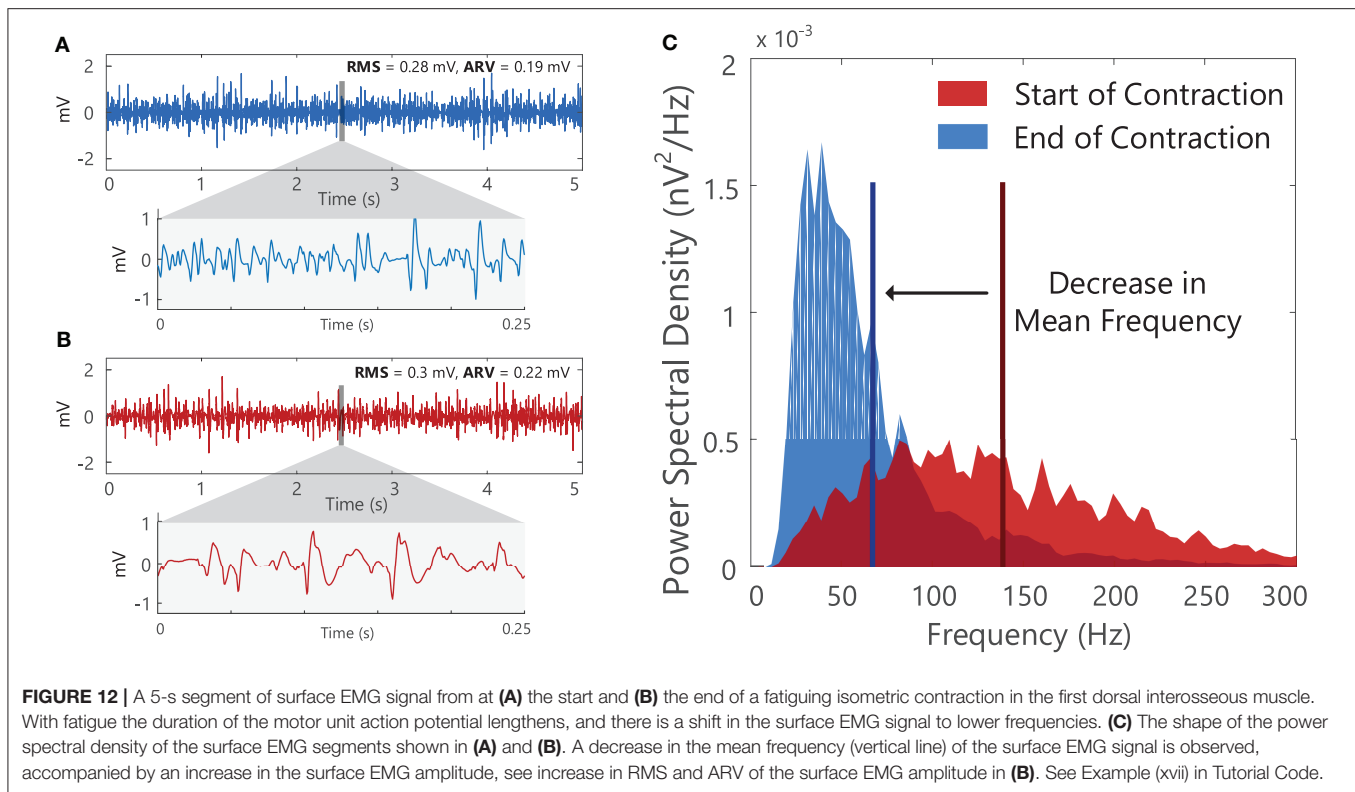 A
RMS = 0.28 mV, ARV = 0.19 mV
2
0
-2
mV
0 1 2 3 4 5
Time (s)
1
0
-1
mV
0 0.25
Time (s)
B
RMS = 0.3 mV, ARV = 0.22 mV
2
0
-2
mV
0 1 2 3 4 5
Time (s)
1
0
-1
mV
0 0.25
Time (s)
C
x 10⁻³
2
1.5
1
0.5
0
Power Spectral Density (nV²/Hz)
Start of Contraction
End of Contraction
Decrease in
Mean Frequency
0 50 100 150 200 250 300
Frequency (Hz)
FIGURE 12 | A 5-s segment of surface EMG signal from at (A) the start and (B) the end of a fatiguing isometric contraction in the first dorsal interosseous muscle.
With fatigue the duration of the motor unit action potential lengthens, and there is a shift in the surface EMG signal to lower frequencies. (C) The shape of the power
spectral density of the surface EMG segments shown in (A) and (B). A decrease in the mean frequency (vertical line) of the surface EMG signal is observed,
accompanied by an increase in the surface EMG amplitude, see increase in RMS and ARV of the surface EMG amplitude in (B). See Example (xvii) in Tutorial Code.